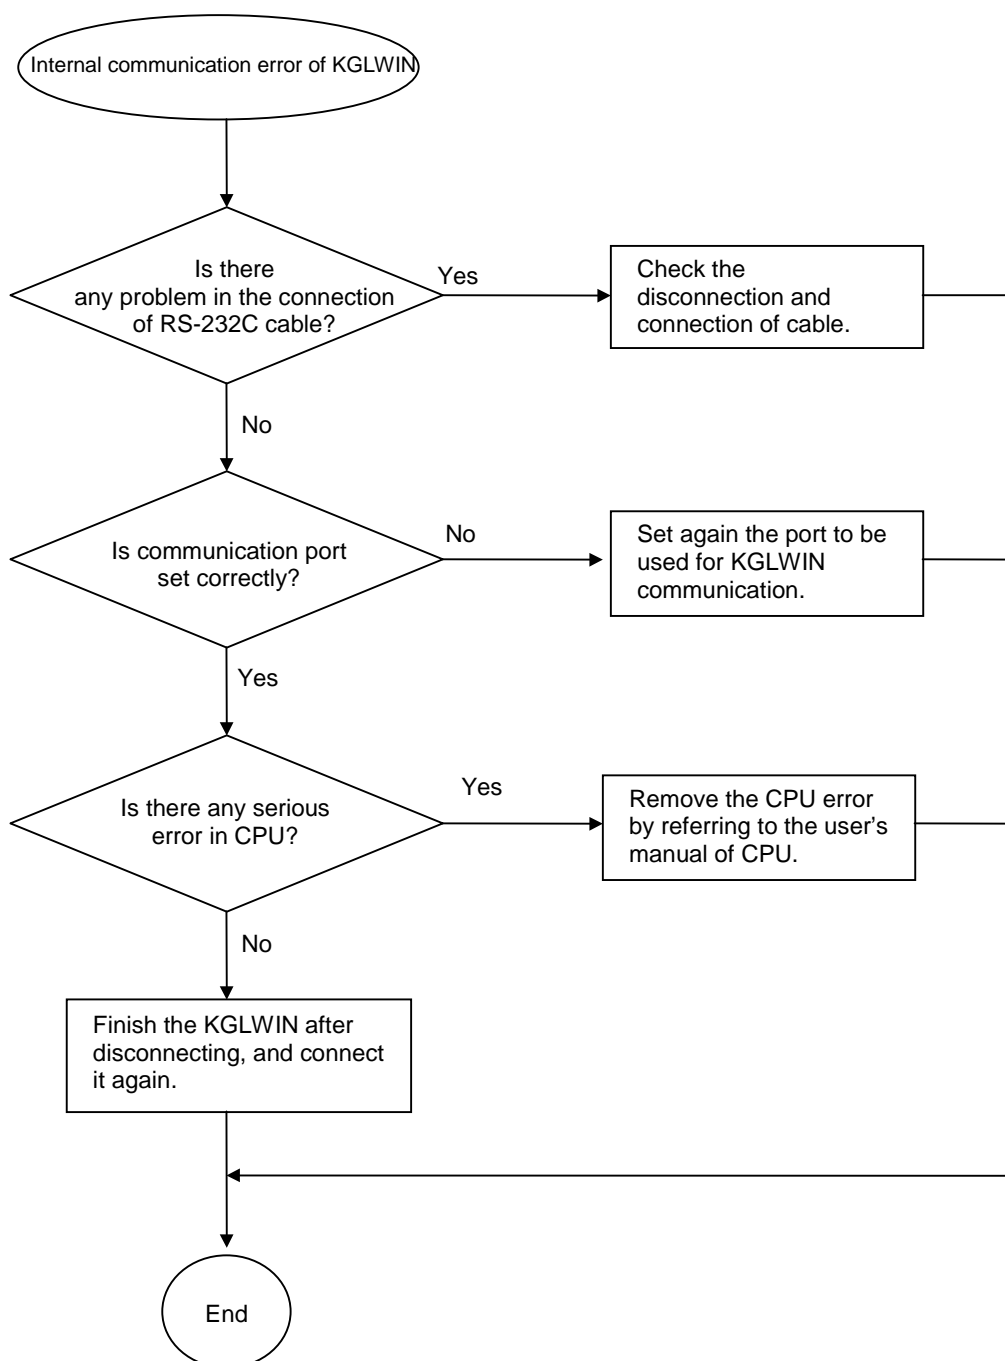 Internal communication error of KGLWIN
Is there
any problem in the connection
of RS-232C cable?
Yes
Check the
disconnection and
connection of cable.
No
Is communication port
set correctly?
No
Set again the port to be
used for KGLWIN
communication.
Yes
Is there any serious
error in CPU?
Yes
Remove the CPU error
by referring to the user's
manual of CPU.
No
Finish the KGLWIN after
disconnecting, and connect
it again.
End